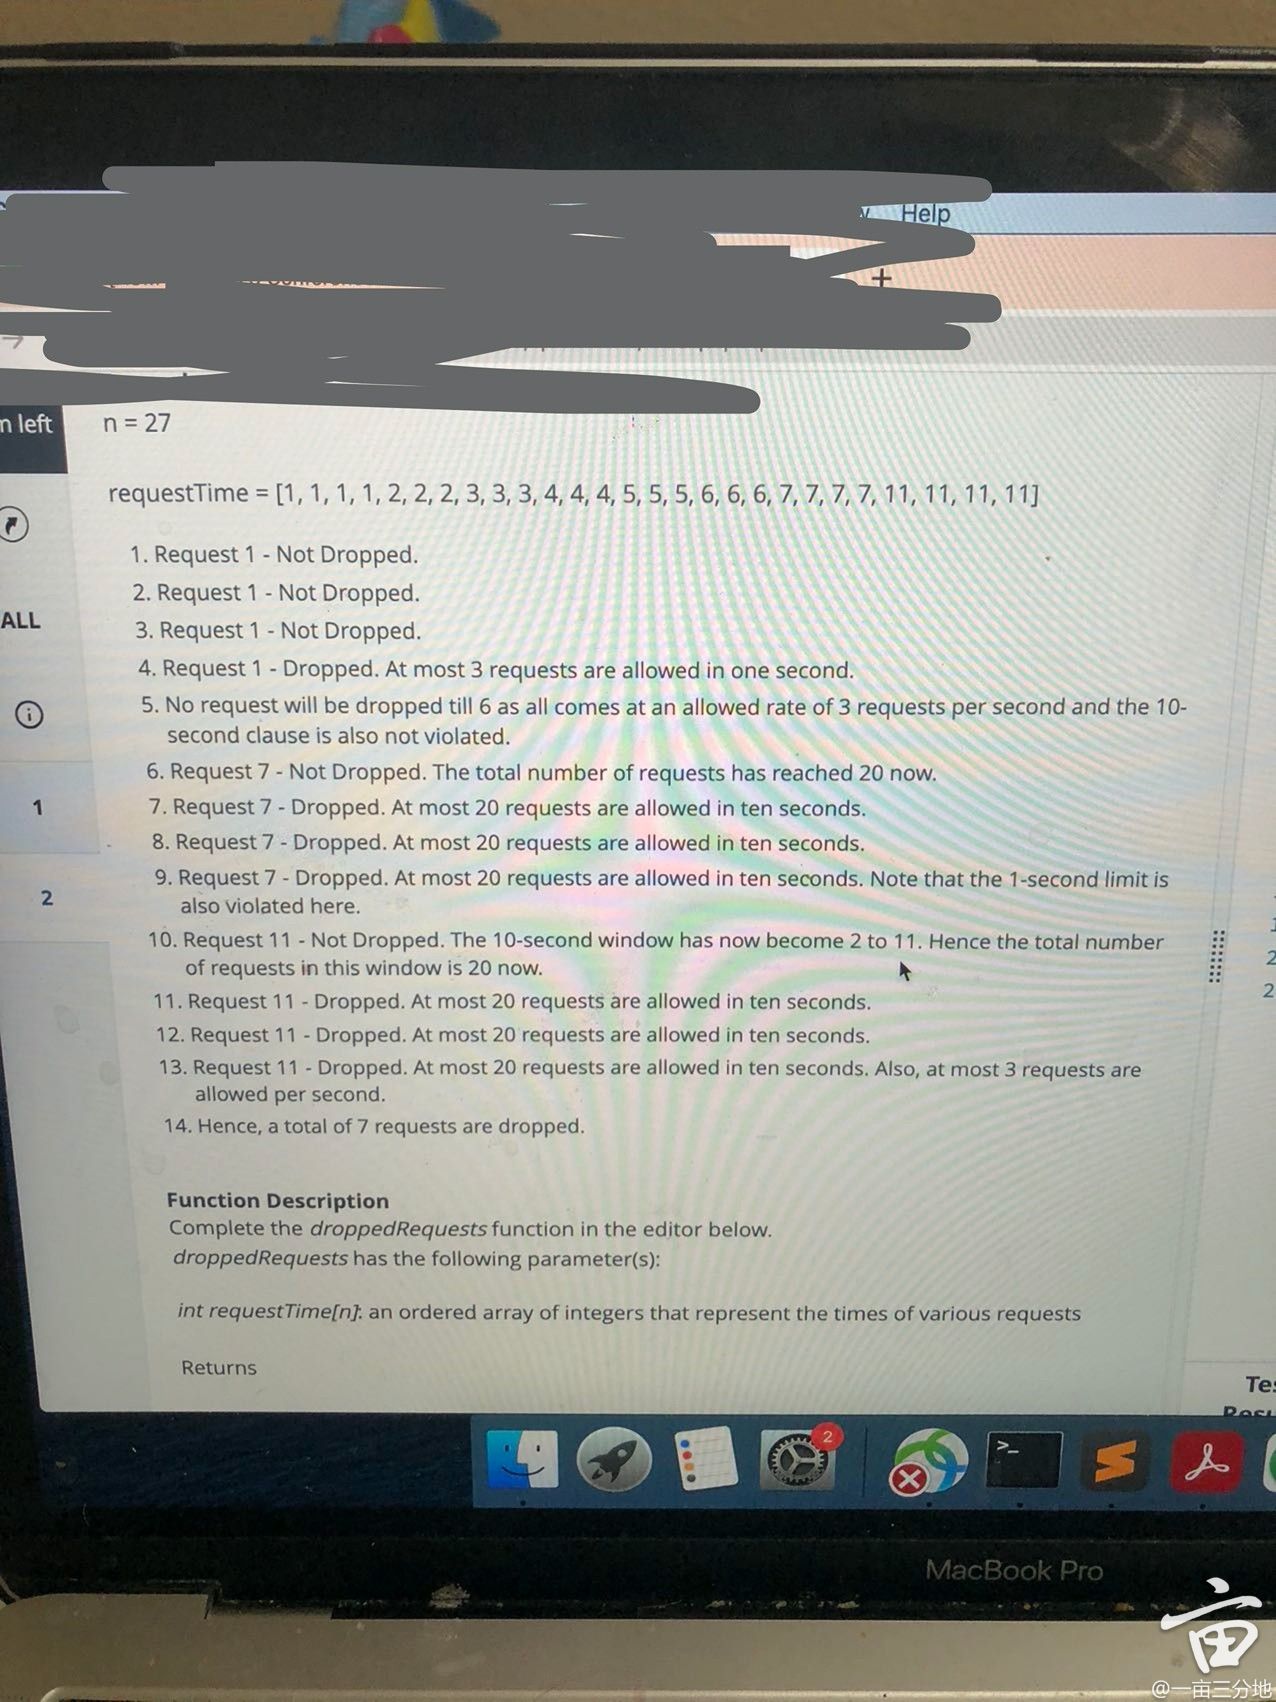 Help
+
n left
n = 27
requestTime = [1, 1, 1, 1, 2, 2, 2, 3, 3, 3, 4, 4, 4, 5, 5, 5, 6, 6, 6, 7, 7, 7, 7, 11, 11, 11, 11]
1. Request 1 - Not Dropped.
2. Request 1 - Not Dropped.
3. Request 1 - Not Dropped.
ALL
4. Request 1 - Dropped. At most 3 requests are allowed in one second.
5. No request will be dropped till 6 as all comes at an allowed rate of 3 requests per second and the 10-
second clause is also not violated.
6. Request 7 - Not Dropped. The total number of requests has reached 20 now.
1
7. Request 7 - Dropped. At most 20 requests are allowed in ten seconds.
8. Request 7 - Dropped. At most 20 requests are allowed in ten seconds.
9. Request 7 - Dropped. At most 20 requests are allowed in ten seconds. Note that the 1-second limit is
2
also violated here.
10. Request 11 - Not Dropped. The 10-second window has now become 2 to 11. Hence the total number
of requests in this window is 20 now.
11. Request 11 - Dropped. At most 20 requests are allowed in ten seconds.
12. Request 11 - Dropped. At most 20 requests are allowed in ten seconds.
13. Request 11 - Dropped. At most 20 requests are allowed in ten seconds. Also, at most 3 requests are
allowed per second.
14. Hence, a total of 7 requests are dropped.
Function Description
Complete the droppedRequests function in the editor below.
droppedRequests has the following parameter(s):
int requestTime[n]: an ordered array of integers that represent the times of various requests
Returns
2
MacBook Pro
亩
@一亩三分地